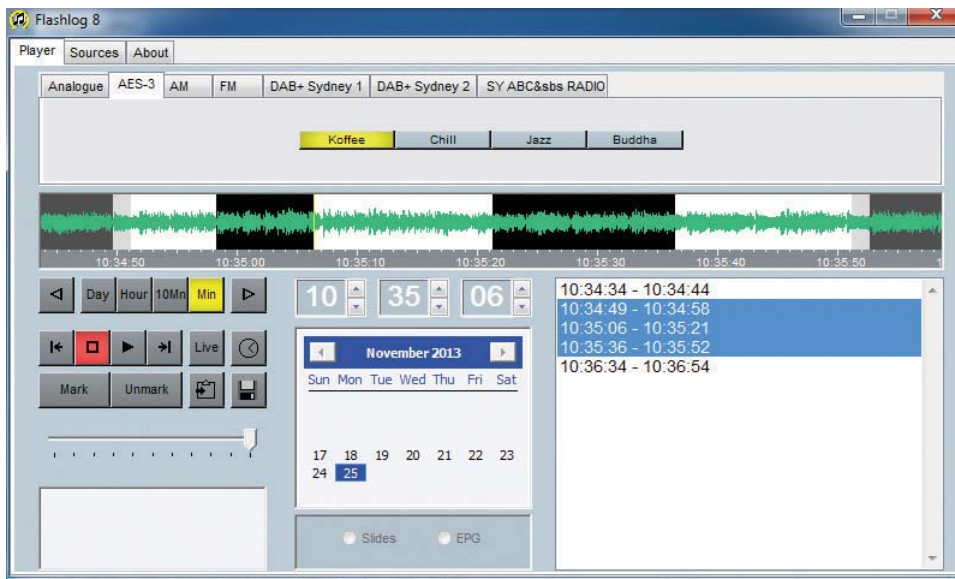 Flashlog 8
Player Sources About
Analogue AES-3 AM FM DAB+ Sydney 1 DAB+ Sydney 2 SY ABC&sbs RADIO
Koffee Chill Jazz Buddha
10:34:50 10:35:00 10:35:10 10:35:20 10:35:30 10:35:40 10:35:50 1
Day Hour 10Mn Min
10 35 06
10:34:34 - 10:34:44
10:34:49 - 10:34:58
10:35:06 - 10:35:21
10:35:36 - 10:35:52
10:36:34 - 10:36:54
Live
Mark Unmark
November 2013
Sun Mon Tue Wed Thu Fri Sat
17 18 19 20 21 22 23
24 25
Slides EPG